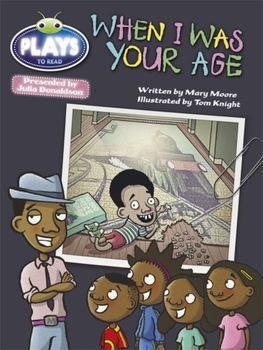 PLAYS
TO READ
Presented by
Julia Donaldson
WHEN I WAS
YOUR AGE
Written by Mary Moore
Illustrated by Tom Knight